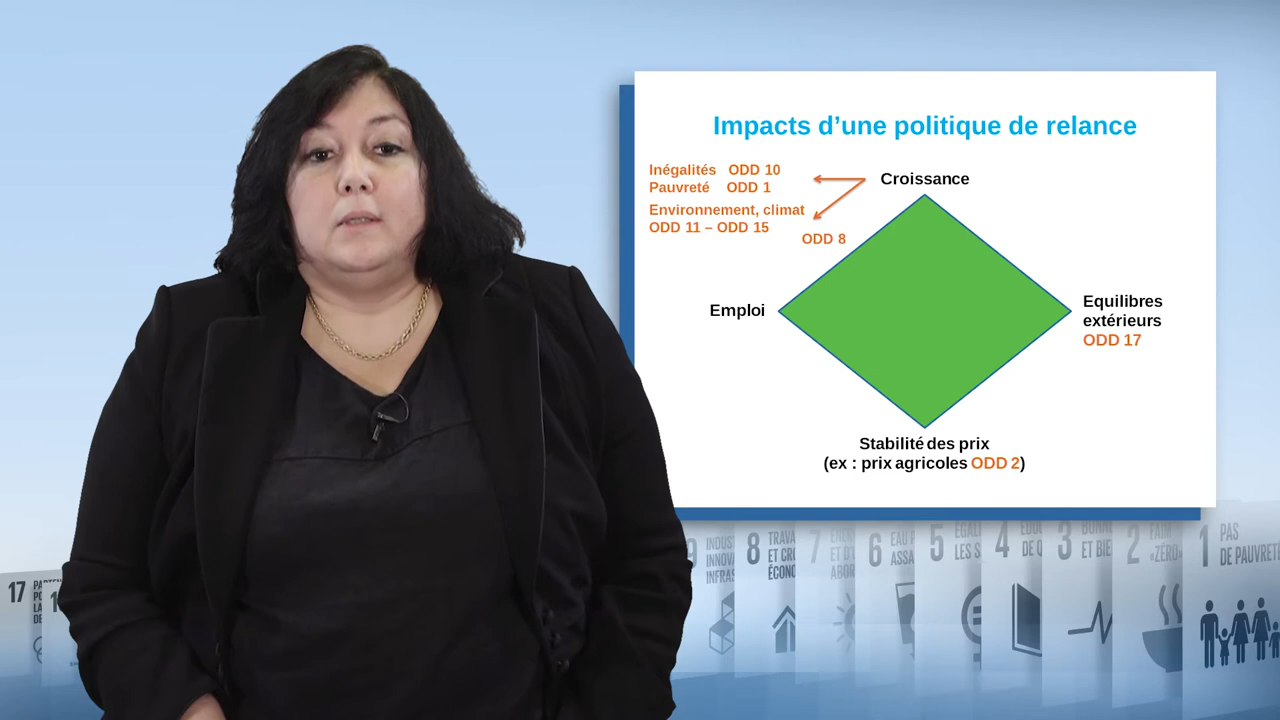 Impacts d’une politique de relance
Inégalités ODD 10
Pauvreté ODD 1
Environnement, climat
ODD 11 – ODD 15
ODD 8
Croissance
Emploi
Equilibres
extérieurs
ODD 17
Stabilité des prix
(ex : prix agricoles ODD 2)
17
8
7
6
5
4
3
2
«ZÉRO»
1 PAS
DE PAUVRETÉ